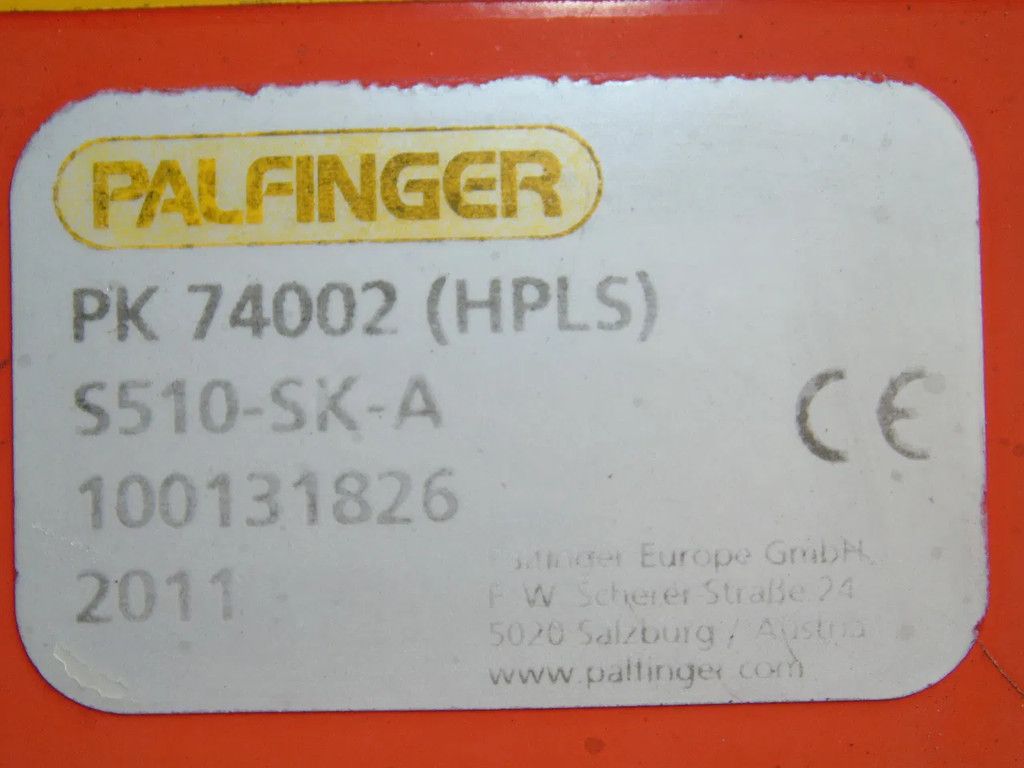 PALFINGER
PK 74002 (HPLS)
S510-SK-A
CE
100131826
2011
Palfinger Europe GmbH
F. W. Scherer-Straße 24
5020 Salzburg / Austria
www.palfinger.com